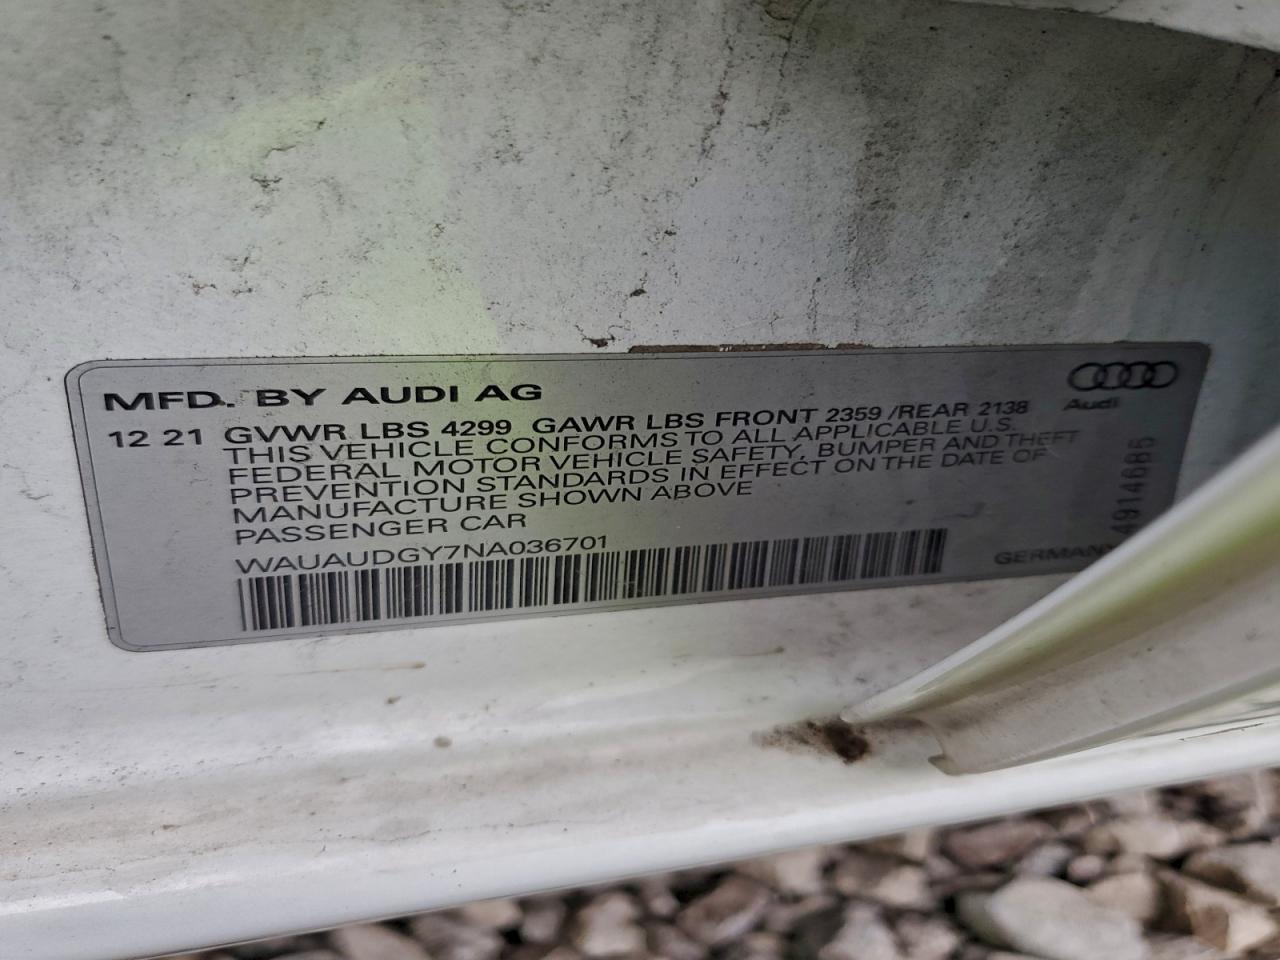 MFD. BY AUDI AG
12 21 GVWR LBS 4299 GAWR LBS FRONT 2359 /REAR 2138
THIS VEHICLE CONFORMS TO ALL APPLICABLE U.S.
FEDERAL MOTOR VEHICLE SAFETY, BUMPER AND THEFT
PREVENTION STANDARDS IN EFFECT ON THE DATE OF
MANUFACTURE SHOWN ABOVE
PASSENGER CAR
WAUAUDGY7NA036701
Audi
4914685
GERMANY